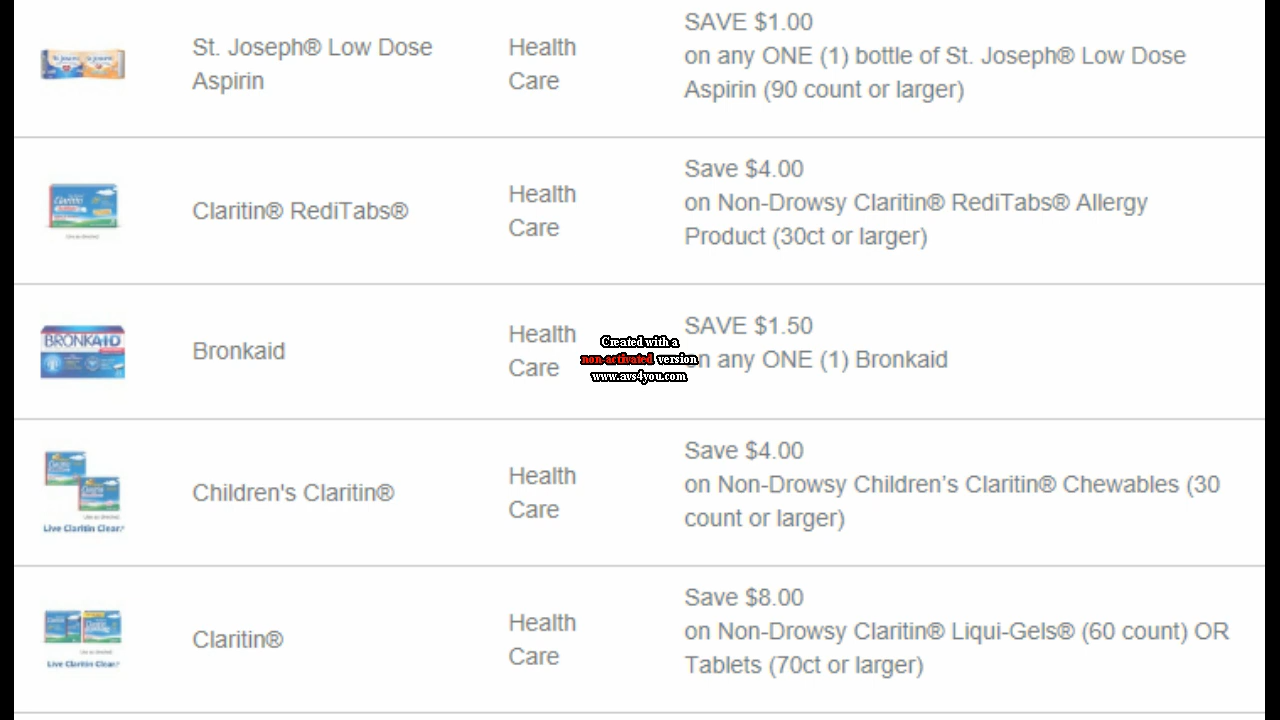 St. Joseph® Low Dose
Aspirin
Health
Care
SAVE $1.00
on any ONE (1) bottle of St. Joseph® Low Dose
Aspirin (90 count or larger)
Claritin
Claritin® RediTabs®
Health
Care
Save $4.00
on Non-Drowsy Claritin® RediTabs® Allergy
Product (30ct or larger)
BRONKAID
Bronkaid
Health
Care
SAVE $1.50
on any ONE (1) Bronkaid
Created with a
non-activated version
www.avs4you.com
Live Claritin Clear.
Children's Claritin®
Health
Care
Save $4.00
on Non-Drowsy Children’s Claritin® Chewables (30
count or larger)
Live Claritin Clear.
Claritin®
Health
Care
Save $8.00
on Non-Drowsy Claritin® Liqui-Gels® (60 count) OR
Tablets (70ct or larger)